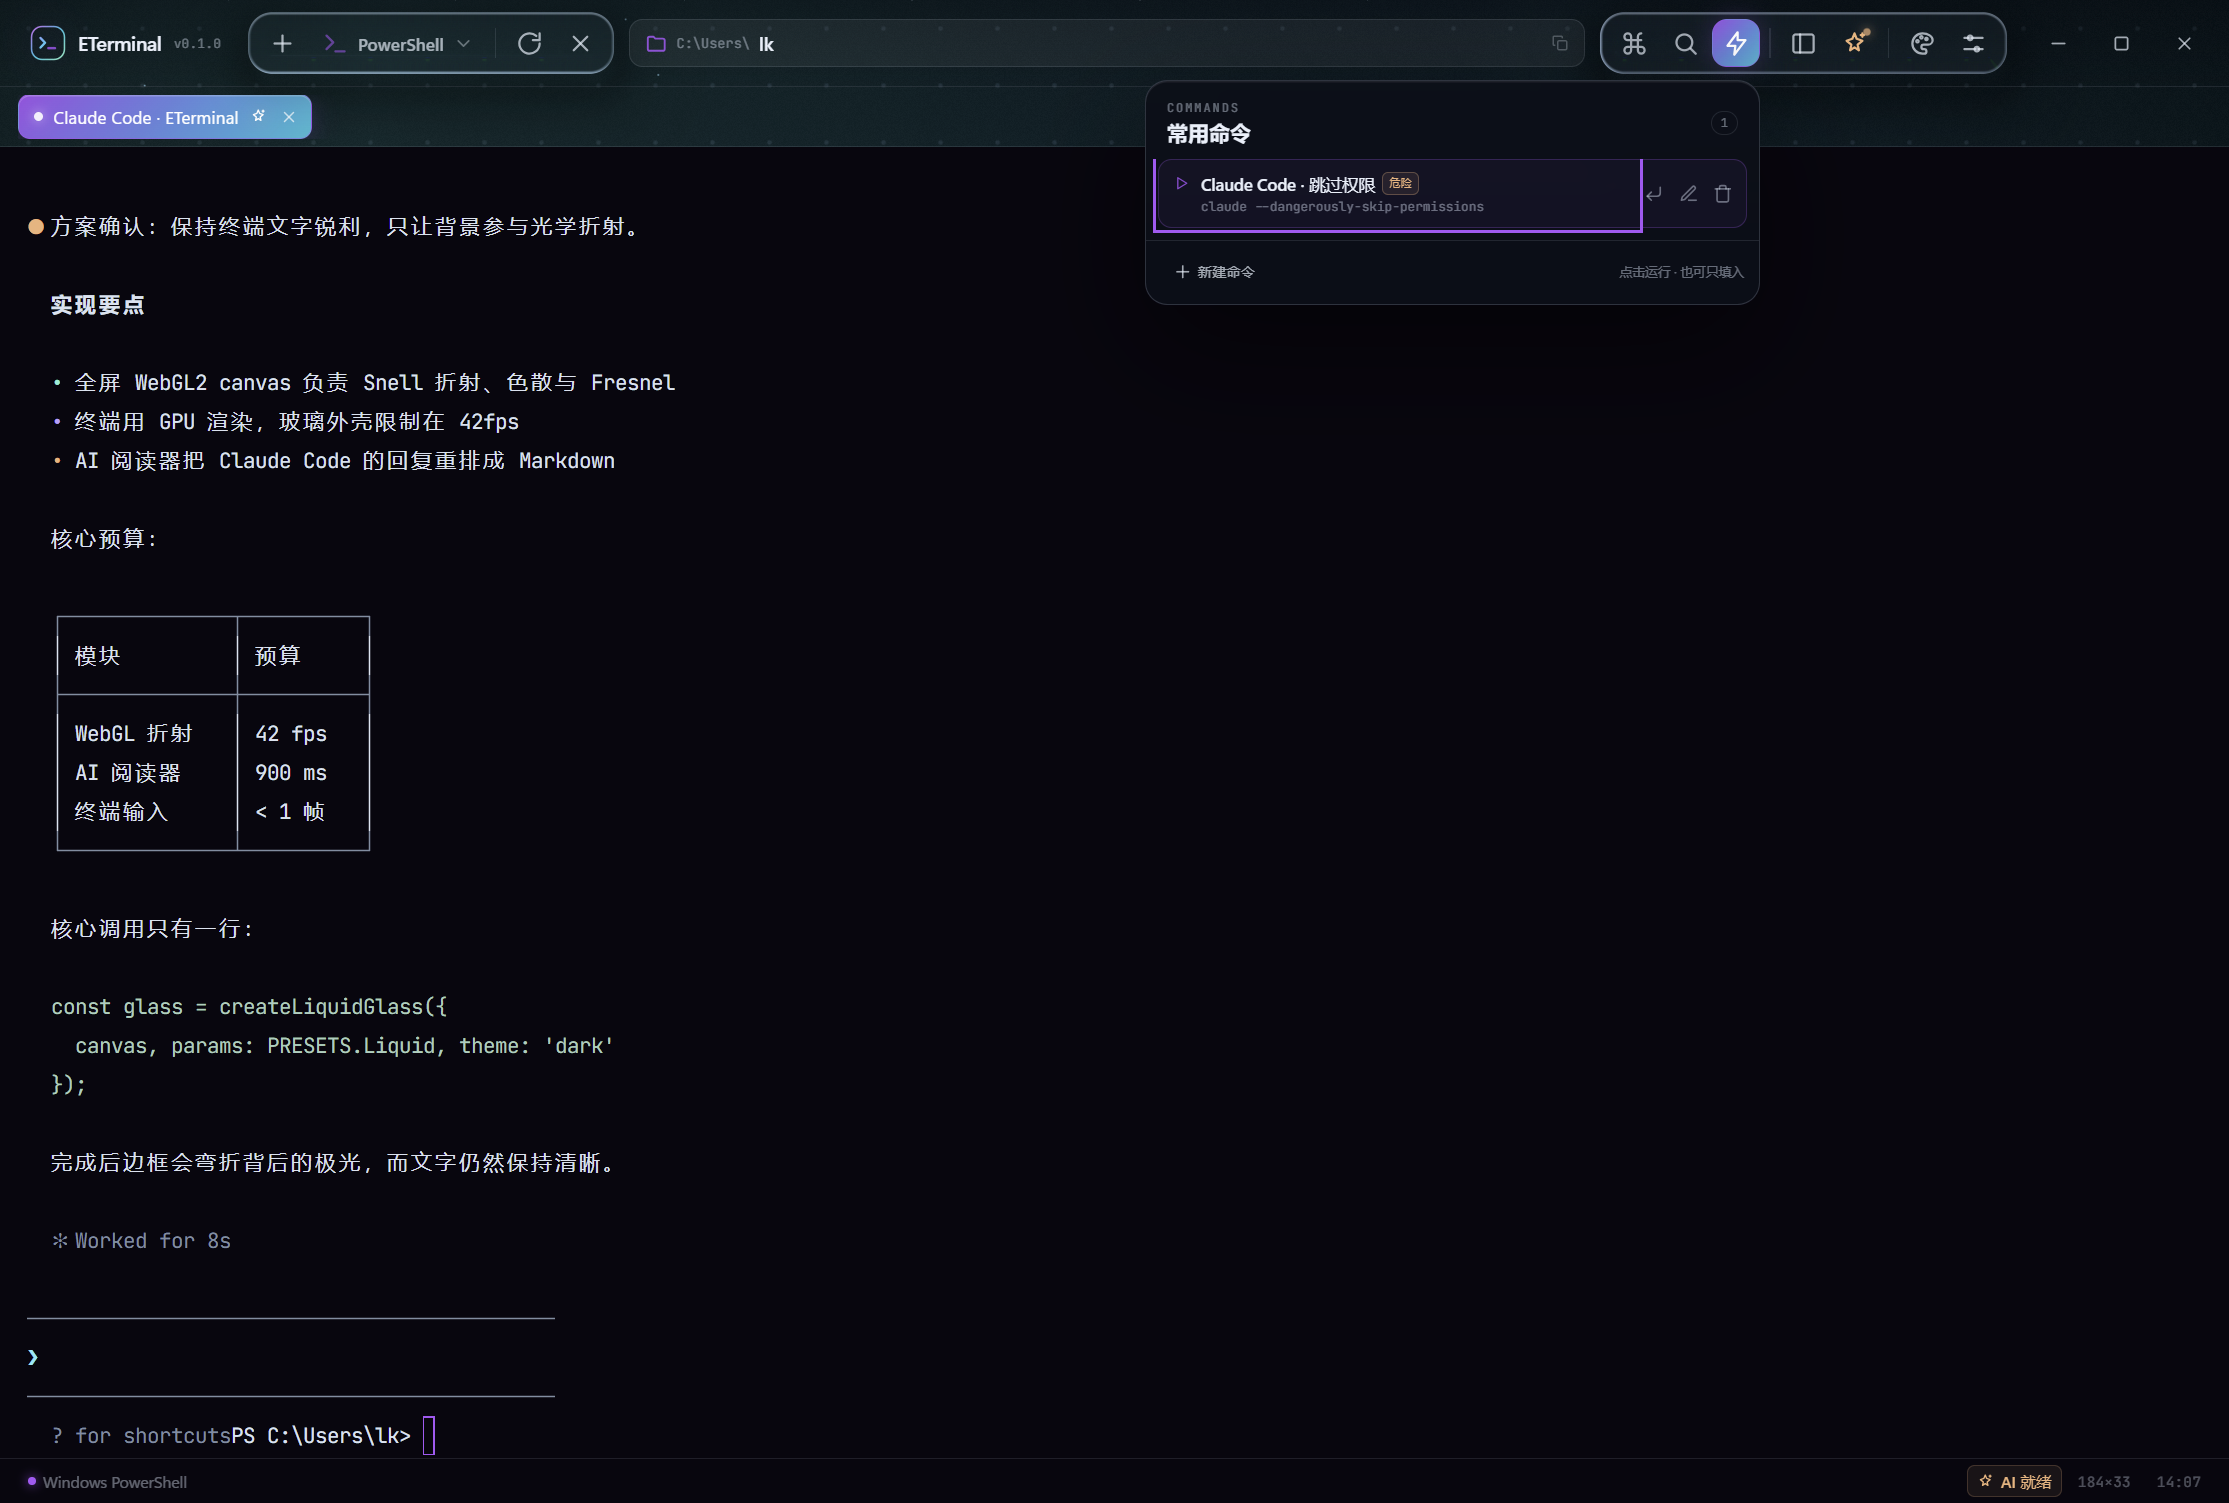 ETerminal v0.1.0
PowerShell
C:\Users\ lk
Claude Code · ETerminal
COMMANDS
常用命令
1
Claude Code · 跳过权限 危险
claude --dangerously-skip-permissions
新建命令
点击运行 · 也可只填入
方案确认：保持终端文字锐利，只让背景参与光学折射。
实现要点
• 全屏 WebGL2 canvas 负责 Snell 折射、色散与 Fresnel
• 终端用 GPU 渲染，玻璃外壳限制在 42fps
• AI 阅读器把 Claude Code 的回复重排成 Markdown
核心预算：
模块 预算
WebGL 折射 42 fps
AI 阅读器 900 ms
终端输入 < 1 帧
核心调用只有一行：
const glass = createLiquidGlass({
canvas, params: PRESETS.Liquid, theme: 'dark'
});
完成后边框会弯折背后的极光，而文字仍然保持清晰。
✻ Worked for 8s
❯
? for shortcutsPS C:\Users\lk>
Windows PowerShell
AI 就绪 184×33 14:07